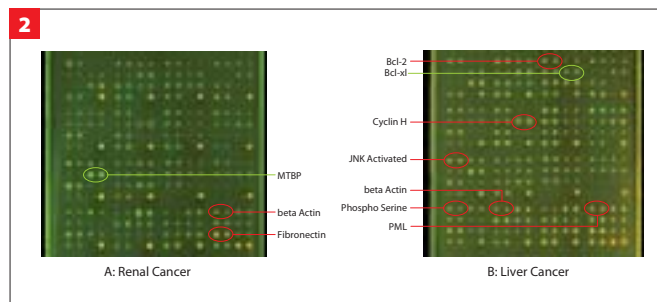 2
MTBP
beta Actin
Fibronectin
A: Renal Cancer
Bcl-2
Bcl-xl
Cyclin H
JNK Activated
beta Actin
Phospho Serine
PML
B: Liver Cancer